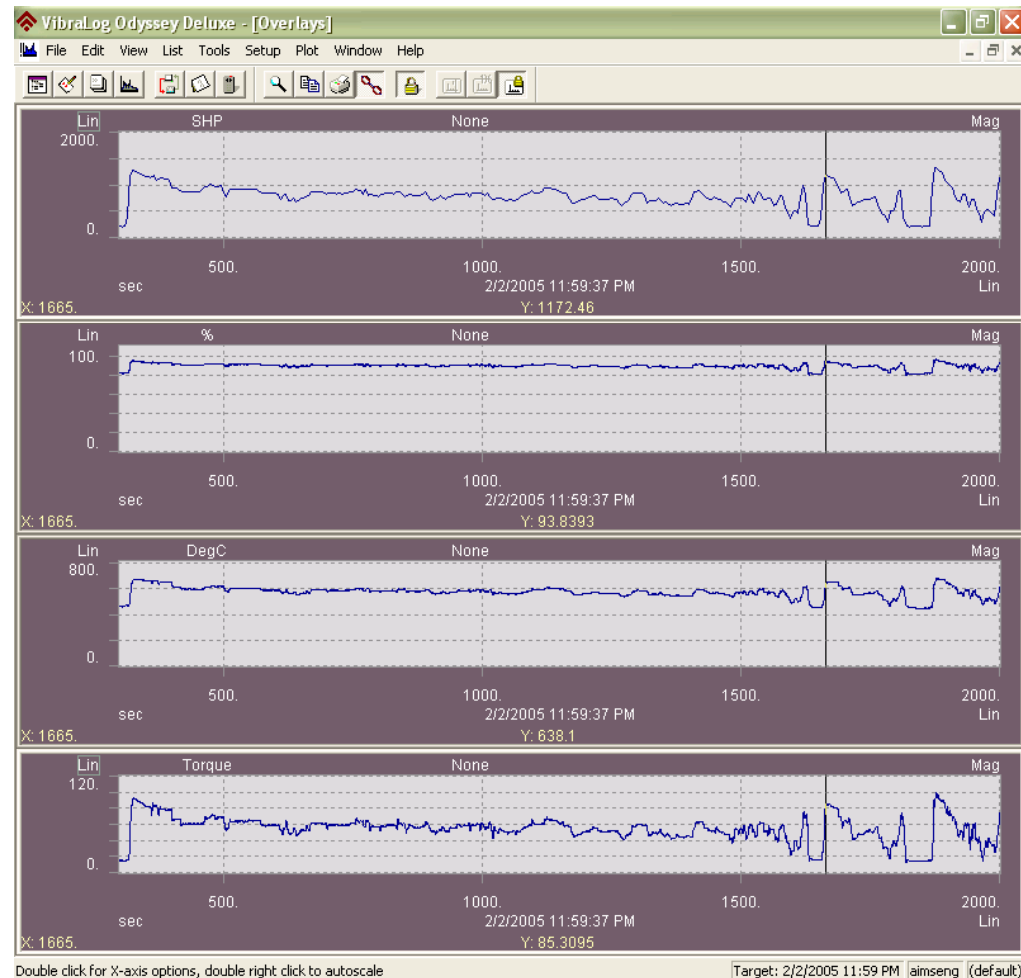 VibraLog Odyssey Deluxe - [Overlays]
File Edit View List Tools Setup Plot Window Help
Lin SHP None Mag
2000.
0.
500. 1000. 1500. 2000.
sec 2/2/2005 11:59:37 PM Lin
X: 1665. Y: 1172.46
Lin % None Mag
100.
0.
500. 1000. 1500. 2000.
sec 2/2/2005 11:59:37 PM Lin
X: 1665. Y: 93.8393
Lin DegC None Mag
800.
0.
500. 1000. 1500. 2000.
sec 2/2/2005 11:59:37 PM Lin
X: 1665. Y: 638.1
Lin Torque None Mag
120.
0.
500. 1000. 1500. 2000.
sec 2/2/2005 11:59:37 PM Lin
X: 1665. Y: 85.3095
Double click for X-axis options, double right click to autoscale Target: 2/2/2005 11:59 PM aimseng (default)